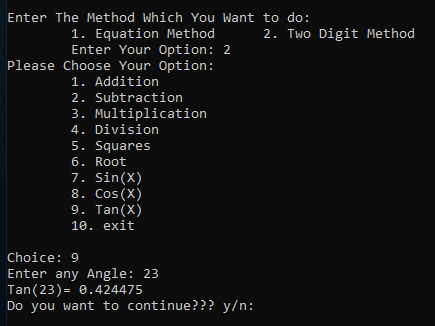 Enter The Method Which You Want to do:
1. Equation Method 2. Two Digit Method
Enter Your Option: 2
Please Choose Your Option:
1. Addition
2. Subtraction
3. Multiplication
4. Division
5. Squares
6. Root
7. Sin(X)
8. Cos(X)
9. Tan(X)
10. exit
Choice: 9
Enter any Angle: 23
Tan(23)= 0.424475
Do you want to continue??? y/n: